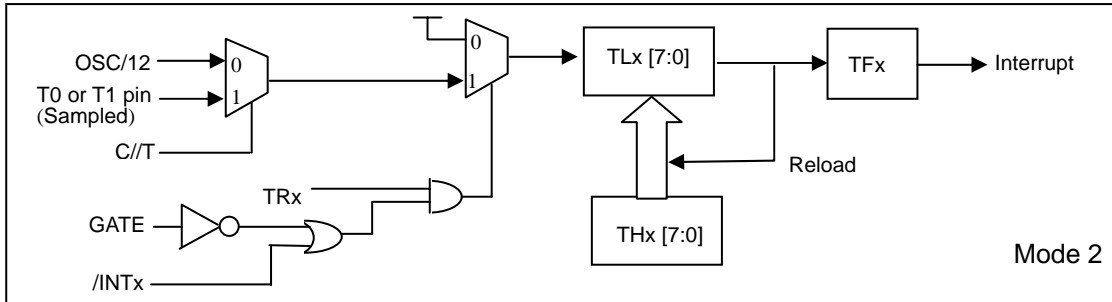 OSC/12
0
T0 or T1 pin
(Sampled)
1
C//T
0
1
TLx [7:0]
TFx
Interrupt
Reload
TRx
GATE
/INTx
THx [7:0]
Mode 2